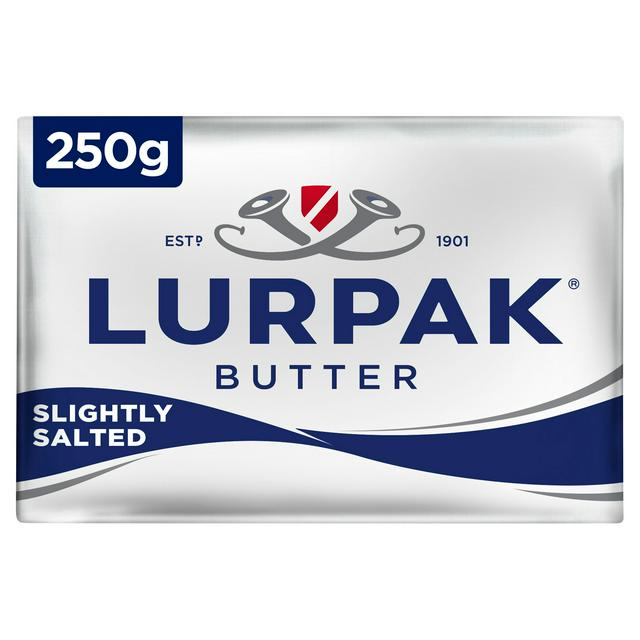 250g
ESTD 1901
LURPAK®
BUTTER
SLIGHTLY
SALTED